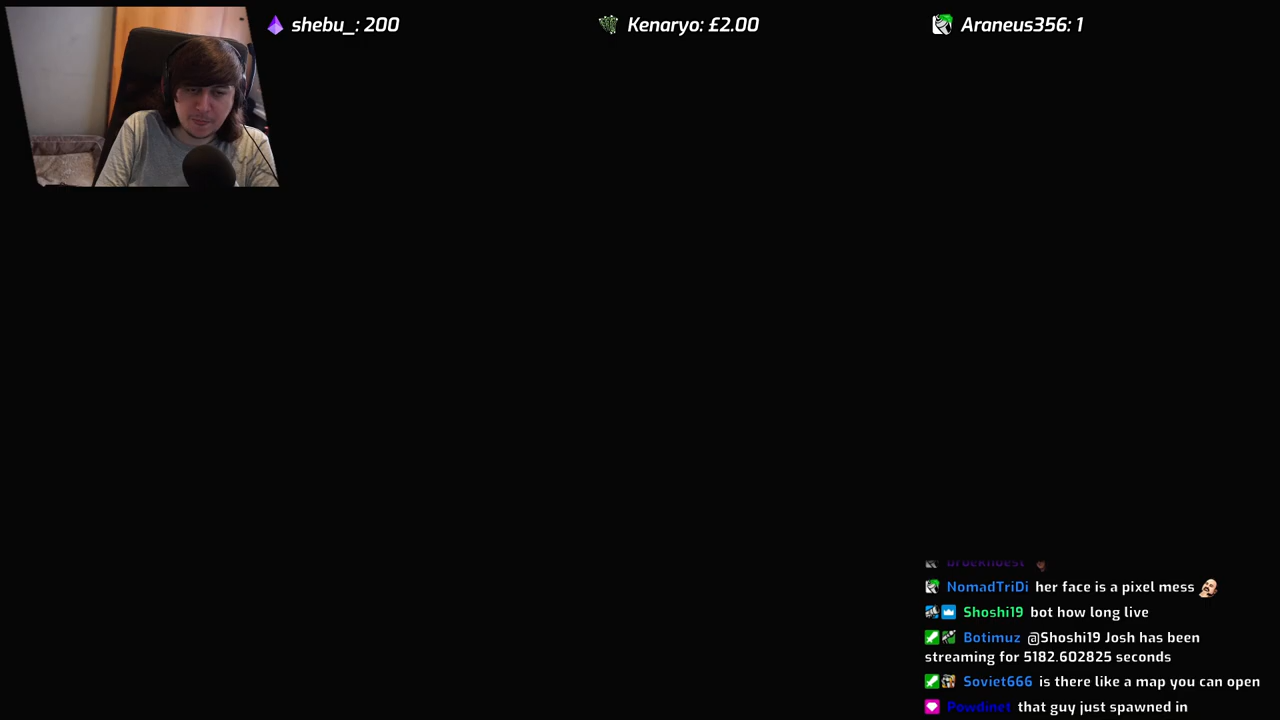 shebu_: 200
Kenaryo: £2.00
Araneus356: 1
NomadTriDi her face is a pixel mess
Shoshi19 bot how long live
Botimuz @Shoshi19 Josh has been
streaming for 5182.602825 seconds
Soviet666 is there like a map you can open
Powdinet that guy just spawned in